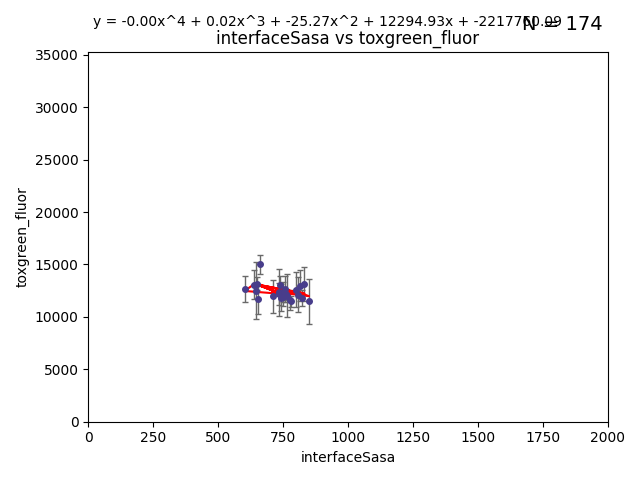 y = -0.00x^4 + 0.02x^3 + -25.27x^2 + 12294.93x + -2217760.09
N = 174
interfaceSasa vs toxgreen_fluor
35000
30000
25000
20000
15000
10000
5000
0
toxgreen_fluor
0 250 500 750 1000 1250 1500 1750 2000
interfaceSasa